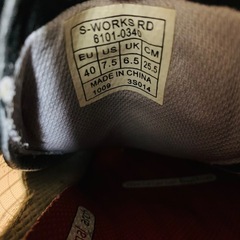 S-WORKS RD
6101-0340
EU US UK CM
40 7.5 6.5 25.5
MADE IN CHINA
1009 3S014